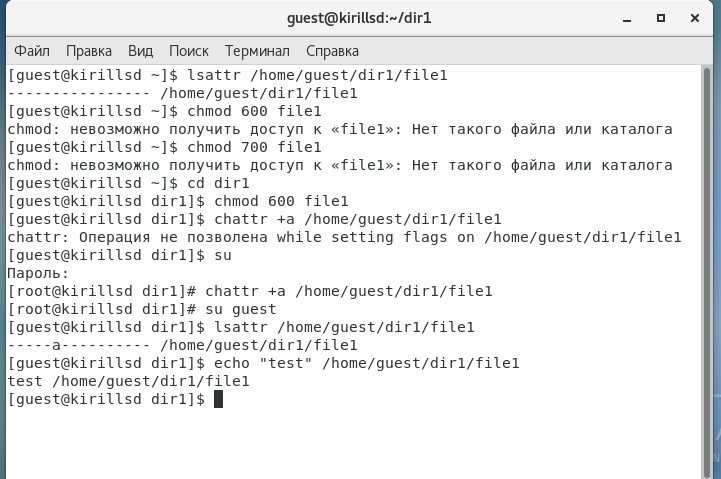 guest@kirillsd:~/dir1
Файл Правка Вид Поиск Терминал Справка
[guest@kirillsd ~]$ lsattr /home/guest/dir1/file1
---------------- /home/guest/dir1/file1
[guest@kirillsd ~]$ chmod 600 file1
chmod: невозможно получить доступ к «file1»: Нет такого файла или каталога
[guest@kirillsd ~]$ chmod 700 file1
chmod: невозможно получить доступ к «file1»: Нет такого файла или каталога
[guest@kirillsd ~]$ cd dir1
[guest@kirillsd dir1]$ chmod 600 file1
[guest@kirillsd dir1]$ chattr +a /home/guest/dir1/file1
chattr: Операция не позволена while setting flags on /home/guest/dir1/file1
[guest@kirillsd dir1]$ su
Пароль:
[root@kirillsd dir1]# chattr +a /home/guest/dir1/file1
[root@kirillsd dir1]# su guest
[guest@kirillsd dir1]$ lsattr /home/guest/dir1/file1
-----a---------- /home/guest/dir1/file1
[guest@kirillsd dir1]$ echo "test" /home/guest/dir1/file1
test /home/guest/dir1/file1
[guest@kirillsd dir1]$